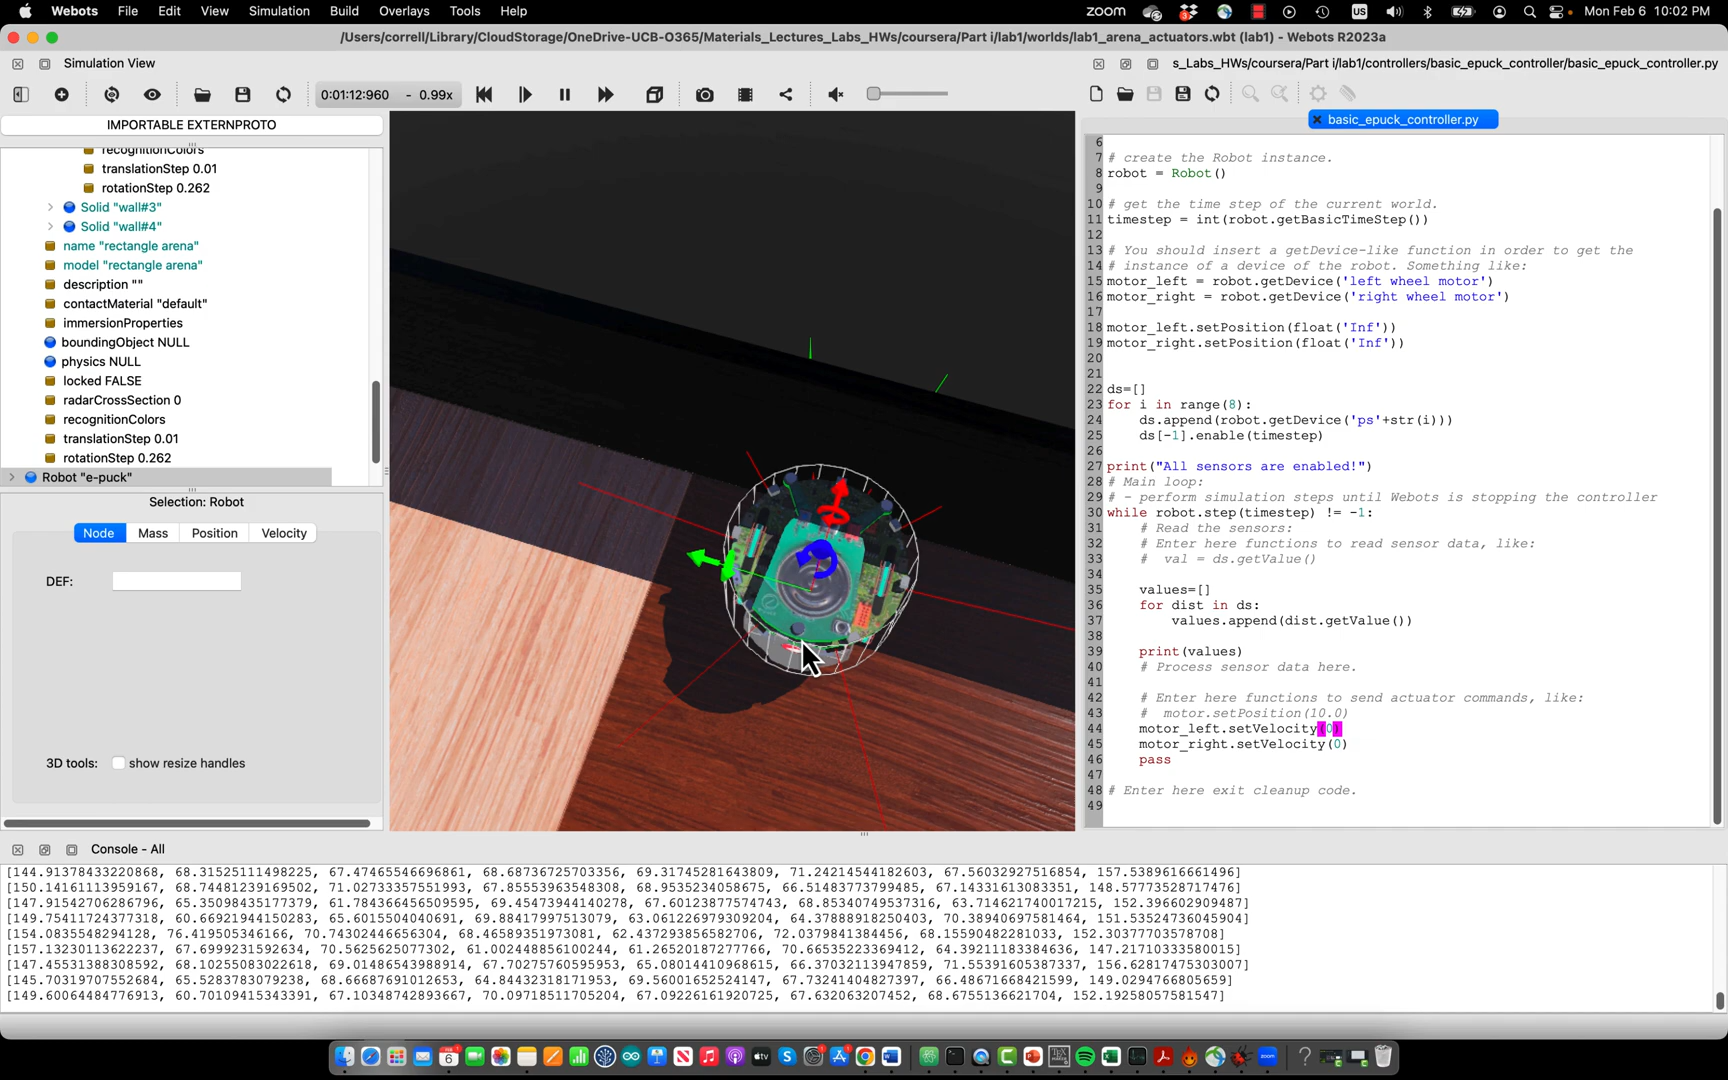 Webots File Edit View Simulation Build Overlays Tools Help zoom 3 US Mon Feb 6 10:02 PM
/Users/correll/Library/CloudStorage/OneDrive-UCB-O365/Materials_Lectures_Labs_HWs/coursera/Part i/lab1/worlds/lab1_arena_actuators.wbt (lab1) - Webots R2023a
Simulation View
s_Labs_HWs/coursera/Part i/lab1/controllers/basic_epuck_controller/basic_epuck_controller.py
0:01:12:960 - 0.99x
IMPORTABLE EXTERNPROTO
recognitionColors
translationStep 0.01
rotationStep 0.262
Solid "wall#3"
Solid "wall#4"
name "rectangle arena"
model "rectangle arena"
description ""
contactMaterial "default"
immersionProperties
boundingObject NULL
physics NULL
locked FALSE
radarCrossSection 0
recognitionColors
translationStep 0.01
rotationStep 0.262
Robot "e-puck"
Selection: Robot
Node Mass Position Velocity
DEF:
3D tools: show resize handles
basic_epuck_controller.py
6
7 # create the Robot instance.
8 robot = Robot()
9
10 # get the time step of the current world.
11 timestep = int(robot.getBasicTimeStep())
12
13 # You should insert a getDevice-like function in order to get the
14 # instance of a device of the robot. Something like:
15 motor_left = robot.getDevice('left wheel motor')
16 motor_right = robot.getDevice('right wheel motor')
17
18 motor_left.setPosition(float('Inf'))
19 motor_right.setPosition(float('Inf'))
20
21
22 ds=[]
23 for i in range(8):
24 ds.append(robot.getDevice('ps'+str(i)))
25 ds[-1].enable(timestep)
26
27 print("All sensors are enabled!")
28 # Main loop:
29 # - perform simulation steps until Webots is stopping the controller
30 while robot.step(timestep) != -1:
31 # Read the sensors:
32 # Enter here functions to read sensor data, like:
33 # val = ds.getValue()
34
35 values=[]
36 for dist in ds:
37 values.append(dist.getValue())
38
39 print(values)
40 # Process sensor data here.
41
42 # Enter here functions to send actuator commands, like:
43 # motor.setPosition(10.0)
44 motor_left.setVelocity(0)
45 motor_right.setVelocity(0)
46 pass
47
48 # Enter here exit cleanup code.
49
Console - All
[144.91378433220868, 68.31525111498225, 67.47465546696861, 68.68736725703356, 69.31745281643809, 71.24214544182603, 67.56032927516854, 157.5389616661496]
[150.14161113959167, 68.74481239169502, 71.02733357551993, 67.85553963548308, 68.9535234058675, 66.51483773799485, 67.14331613083351, 148.57773528717476]
[147.91542706286796, 65.35098435177379, 61.784366456509595, 69.45473944140278, 67.60123877574743, 68.85340749537316, 63.714621740017215, 152.396602909487]
[149.75411724377318, 60.66921944150283, 65.6015504040691, 69.88417997513079, 63.061226979309204, 64.37888918250403, 70.38940697581464, 151.53524736045904]
[154.0835548294128, 76.419505346166, 70.74302446656304, 68.46589351973081, 62.437293856582706, 72.0379841384456, 68.15590482281033, 152.30377703578708]
[157.13230113622237, 67.6999231592634, 70.5625625077302, 61.002448856100244, 61.26520187277766, 70.66535223369412, 64.39211183384636, 147.21710333580015]
[147.45531388308592, 68.10255083022618, 69.01486543988914, 67.70275760595953, 65.08014410968615, 66.37032113947859, 71.55391605387337, 156.62817475303007]
[145.70319707552684, 65.5283783079238, 68.66687691012653, 64.84432318171953, 69.56001652524147, 67.73241404827397, 66.48671668421599, 149.0294766805659]
[149.60064484776913, 60.70109415343391, 67.10348742893667, 70.09718511705204, 67.09226161920725, 67.632063207452, 68.6755136621704, 152.19258057581547]